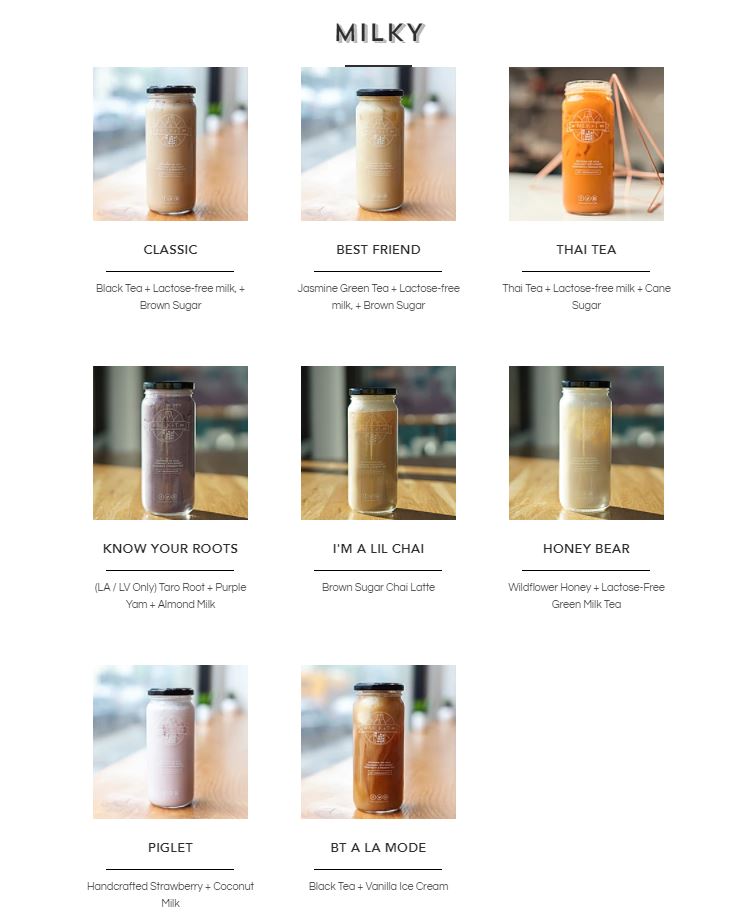 MILKY
CLASSIC
Black Tea + Lactose-free milk, +
Brown Sugar
BEST FRIEND
Jasmine Green Tea + Lactose-free
milk, + Brown Sugar
THAI TEA
Thai Tea + Lactose-free milk + Cane
Sugar
KNOW YOUR ROOTS
(LA / LV Only) Taro Root + Purple
Yam + Almond Milk
I'M A LIL CHAI
Brown Sugar Chai Latte
HONEY BEAR
Wildflower Honey + Lactose-Free
Green Milk Tea
PIGLET
Handcrafted Strawberry + Coconut
Milk
BT A LA MODE
Black Tea + Vanilla Ice Cream